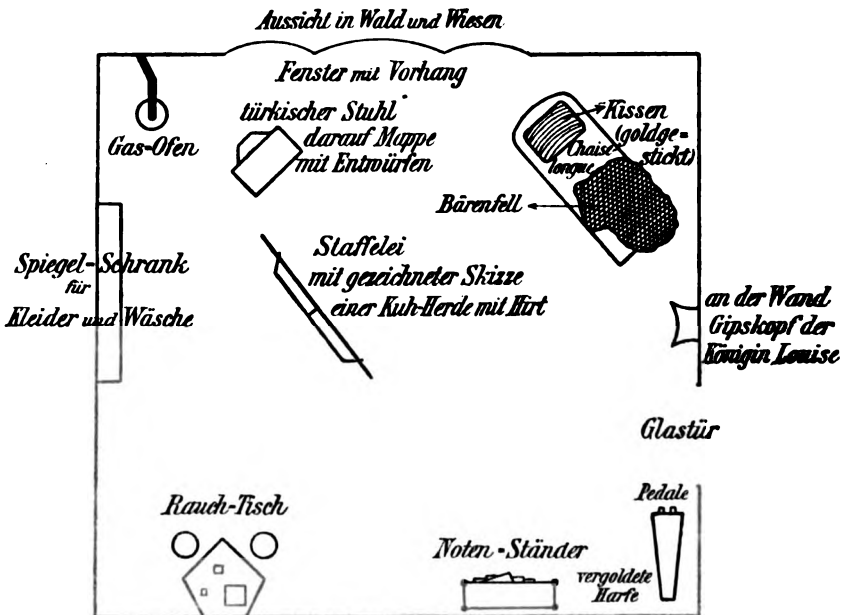 Aussicht in Wald und Wiesen
Fenster mit Vorhang
Gas-Ofen
türkischer Stuhl
darauf Mappe
mit Entwürfen
Kissen
(goldge=
stickt)
Chaise
longue
Bärenfell
Spiegel-Schrank
für
Kleider und Wäsche
Staffelei
mit gezeichneter Skizze
einer Kuh-Herde mit Hirt
an der Wand
Gipskopf der
Königin Louise
Glastür
Rauch-Tisch
Noten-Ständer
Pedale
vergoldete
Harfe